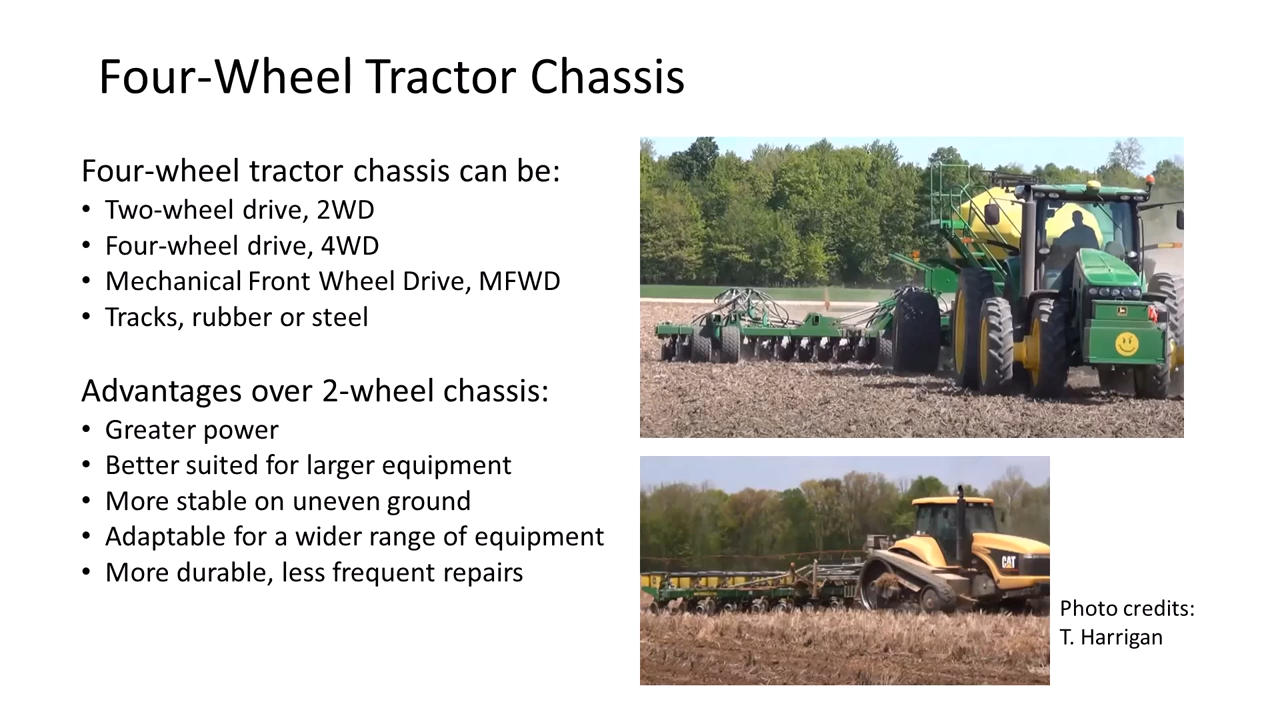 Four-Wheel Tractor Chassis
Four-wheel tractor chassis can be:
• Two-wheel drive, 2WD
• Four-wheel drive, 4WD
• Mechanical Front Wheel Drive, MFWD
• Tracks, rubber or steel
Advantages over 2-wheel chassis:
• Greater power
• Better suited for larger equipment
• More stable on uneven ground
• Adaptable for a wider range of equipment
• More durable, less frequent repairs
CAT
Photo credits:
T. Harrigan